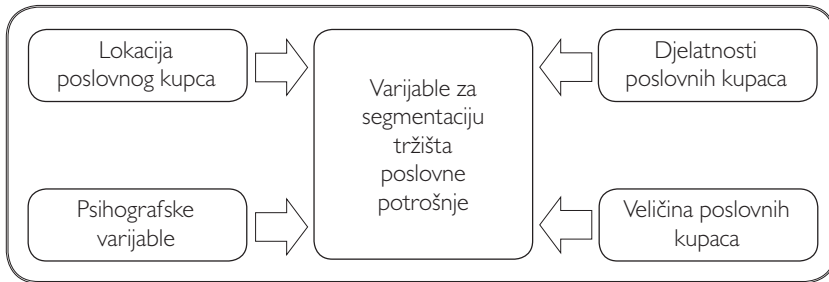 Lokacija
poslovnog kupca
Psihografske
varijable
Varijable za
segmentaciju
tržišta
poslovne
potrošnje
Djelatnosti
poslovnih kupaca
Veličina poslovnih
kupaca